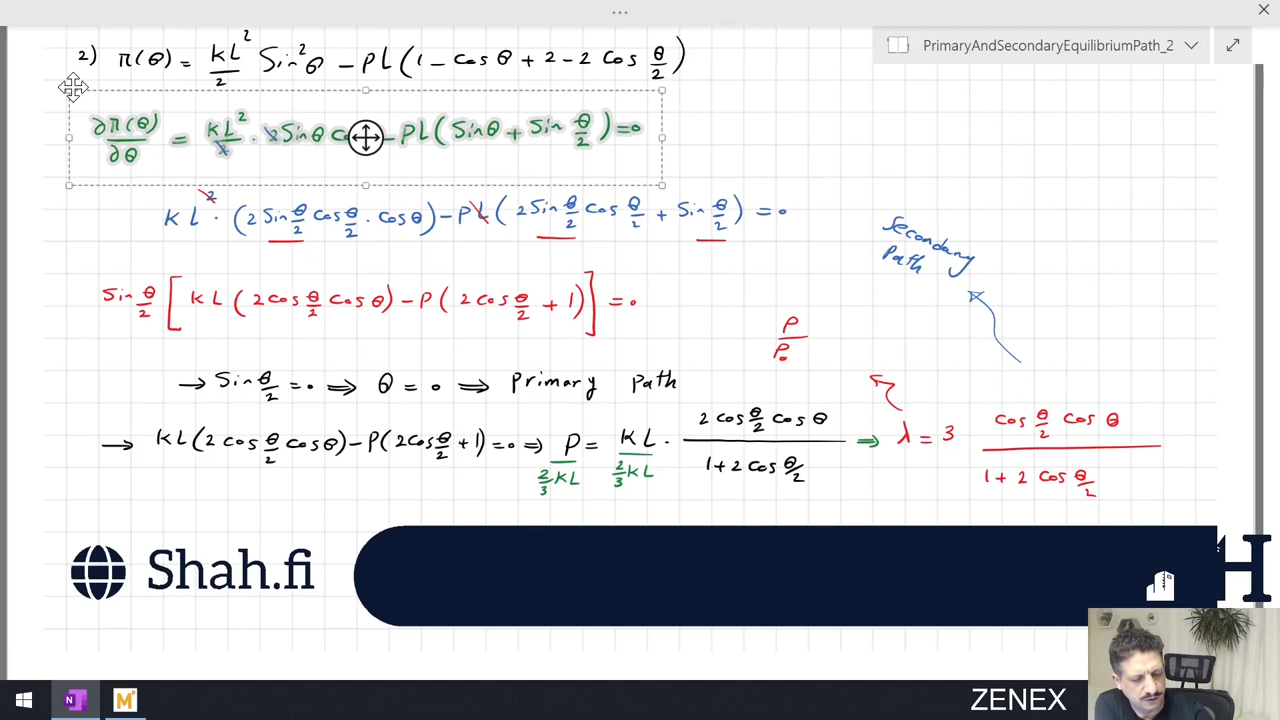 PrimaryAndSecondaryEquilibriumPath_2
2) π(θ) = kL²/2 Sin²θ − PL(1 − cos θ + 2 − 2 cos θ/2)
∂π(θ)/∂θ = kL²/2 · 2Sinθ co − PL(Sinθ + Sin θ/2) = 0
kL² · (2 Sin θ/2 cos θ/2 · cos θ) − PL(2 Sin θ/2 cos θ/2 + Sin θ/2) = 0
Secondary
Path
Sin θ/2 [kL(2 cos θ/2 cos θ) − P(2 cos θ/2 + 1)] = 0
P/P₀
→ Sin θ/2 = 0 ⟹ θ = 0 ⟹ Primary Path
→ kL(2 cos θ/2 cos θ) − P(2 cos θ/2 + 1) = 0 ⟹ P = kL · 2 cos θ/2 cos θ / 1 + 2 cos θ/2 ⟹ λ = 3 cos θ/2 cos θ / 1 + 2 cos θ/2
2/3 kL 2/3 kL
Shah.fi
H
ZENEX